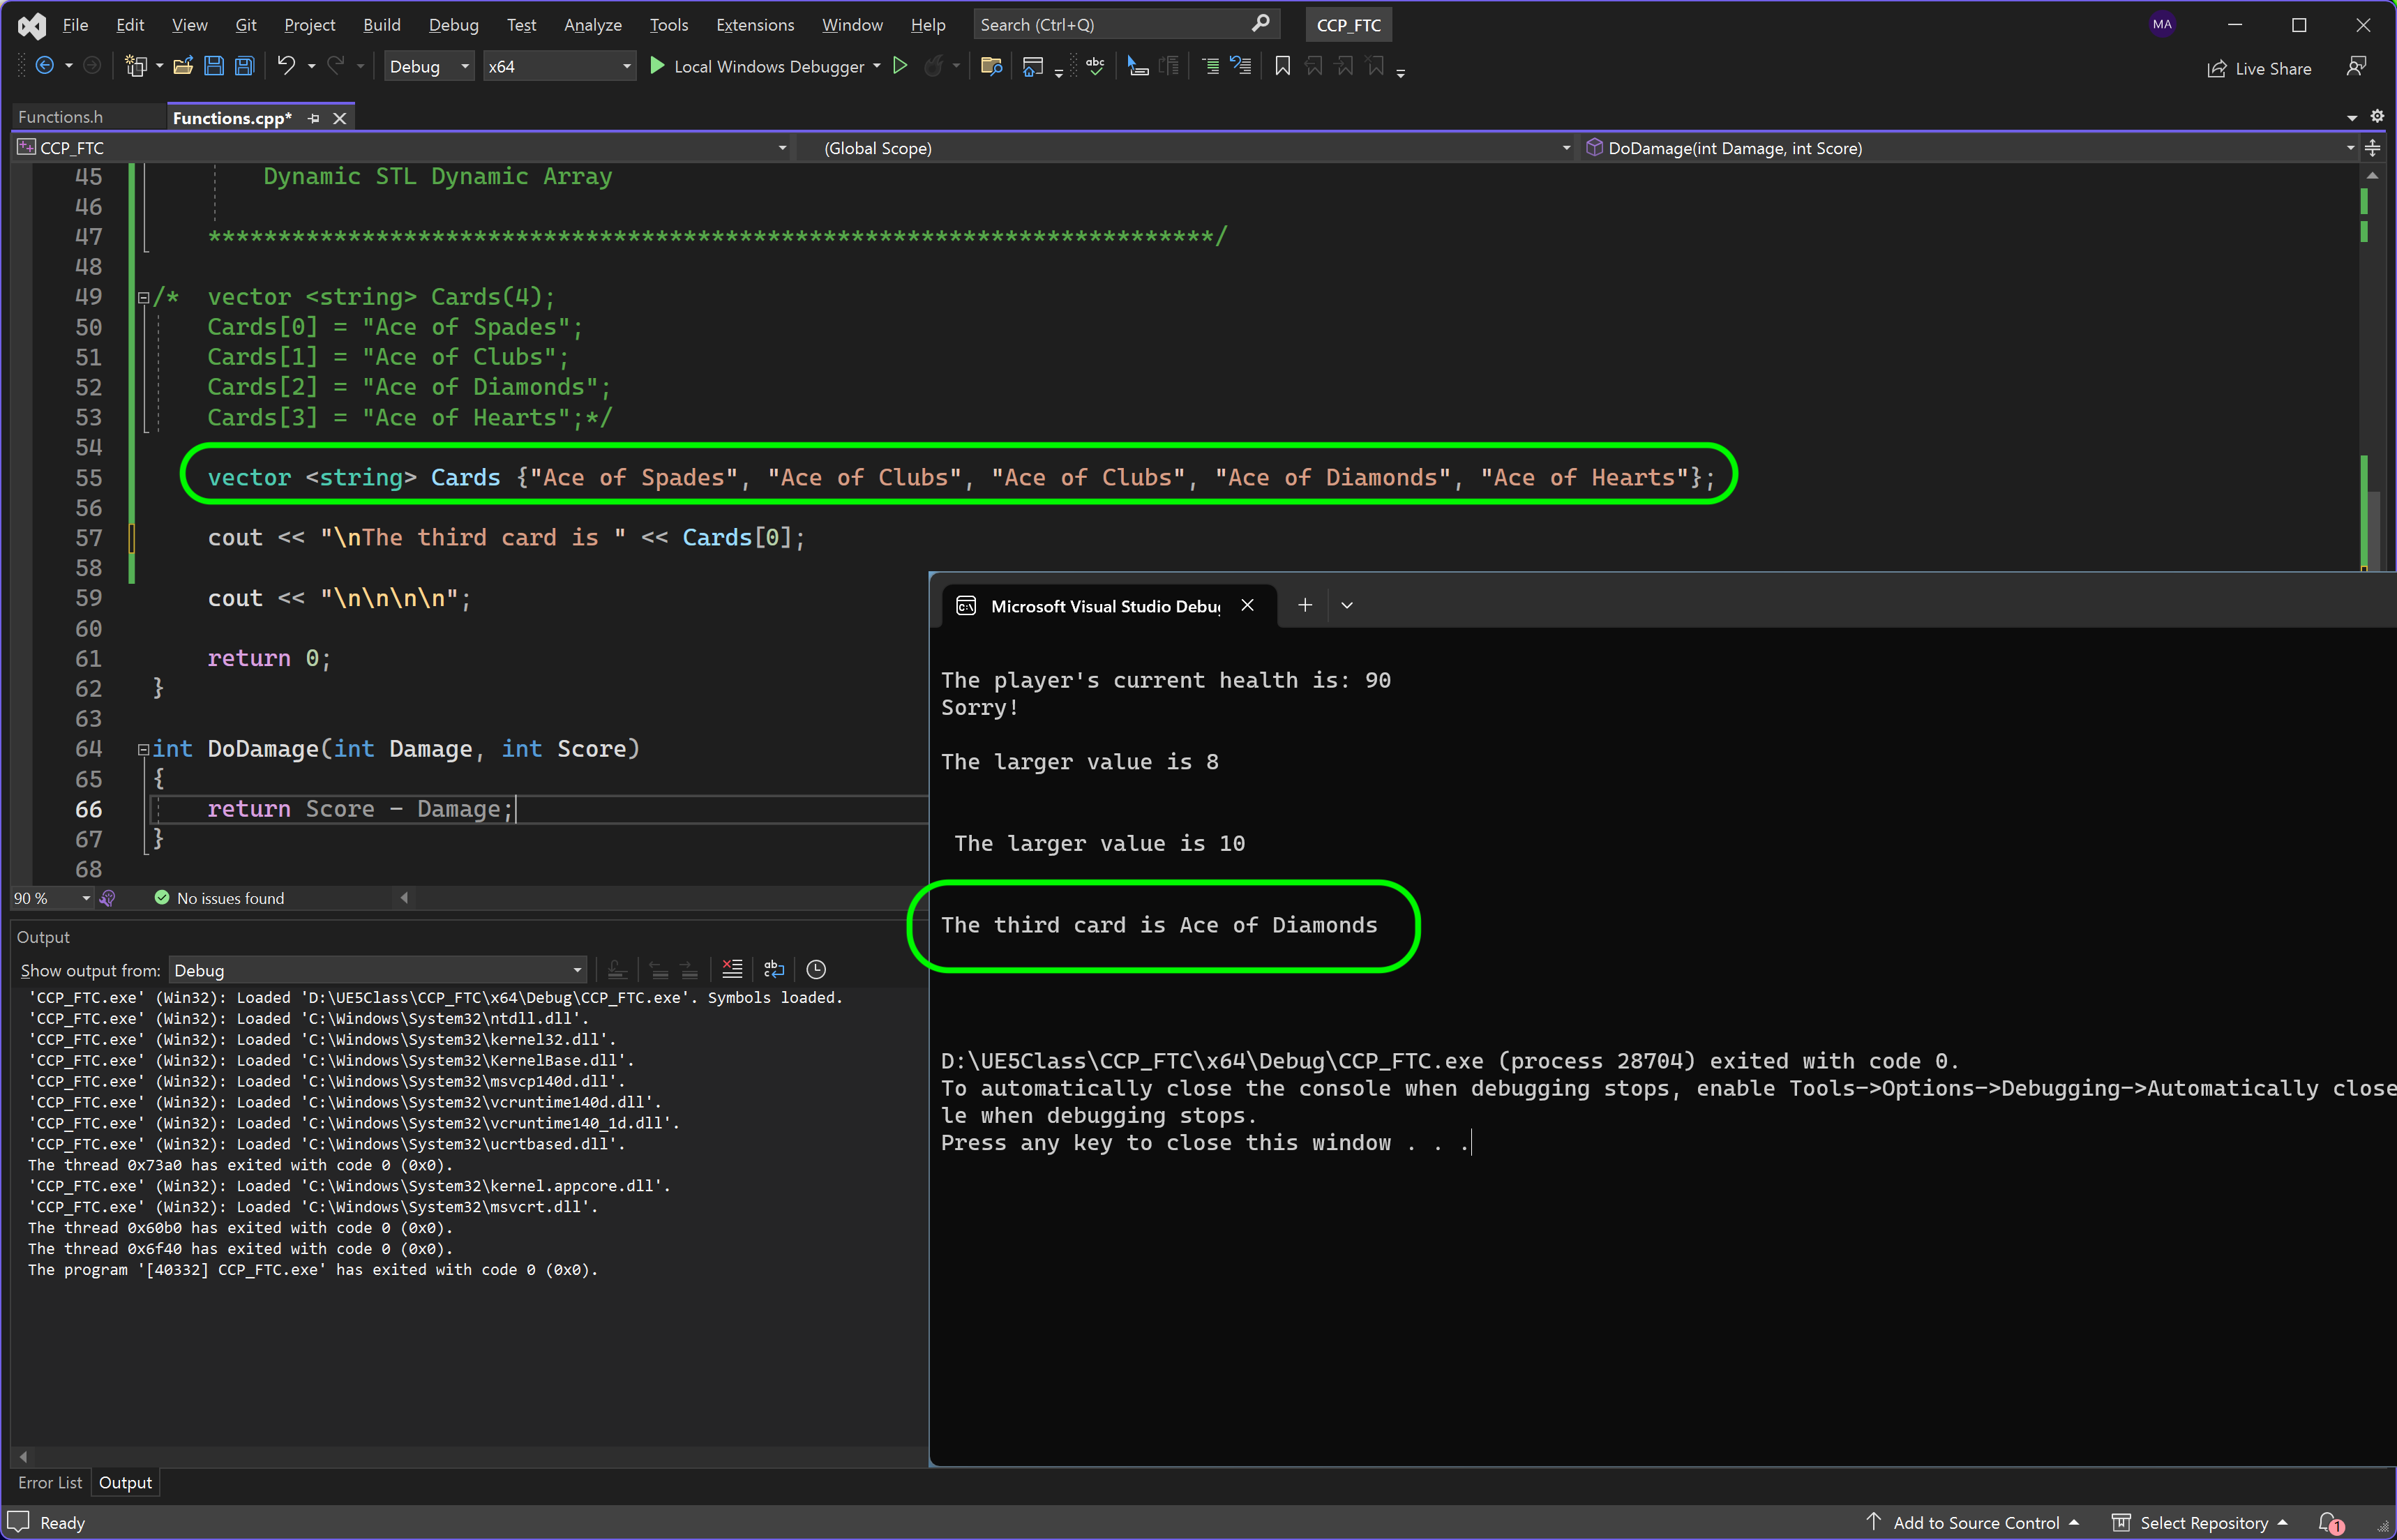 File Edit View Git Project Build Debug Test Analyze Tools Extensions Window Help Search (Ctrl+Q) CCP_FTC MA
Debug x64 Local Windows Debugger Live Share
Functions.h Functions.cpp*
CCP_FTC (Global Scope) DoDamage(int Damage, int Score)
45 Dynamic STL Dynamic Array
46
47 ************************************************************************/
48
49 /* vector <string> Cards(4);
50 Cards[0] = "Ace of Spades";
51 Cards[1] = "Ace of Clubs";
52 Cards[2] = "Ace of Diamonds";
53 Cards[3] = "Ace of Hearts";*/
54
55 vector <string> Cards {"Ace of Spades", "Ace of Clubs", "Ace of Clubs", "Ace of Diamonds", "Ace of Hearts"};
56
57 cout << "\nThe third card is " << Cards[0];
58
59 cout << "\n\n\n\n";
60
61 return 0;
62 }
63
64 int DoDamage(int Damage, int Score)
65 {
66 return Score - Damage;
67 }
68
90 % No issues found
Output
Show output from: Debug
'CCP_FTC.exe' (Win32): Loaded 'D:\UE5Class\CCP_FTC\x64\Debug\CCP_FTC.exe'. Symbols loaded.
'CCP_FTC.exe' (Win32): Loaded 'C:\Windows\System32\ntdll.dll'.
'CCP_FTC.exe' (Win32): Loaded 'C:\Windows\System32\kernel32.dll'.
'CCP_FTC.exe' (Win32): Loaded 'C:\Windows\System32\KernelBase.dll'.
'CCP_FTC.exe' (Win32): Loaded 'C:\Windows\System32\msvcp140d.dll'.
'CCP_FTC.exe' (Win32): Loaded 'C:\Windows\System32\vcruntime140d.dll'.
'CCP_FTC.exe' (Win32): Loaded 'C:\Windows\System32\vcruntime140_1d.dll'.
'CCP_FTC.exe' (Win32): Loaded 'C:\Windows\System32\ucrtbased.dll'.
The thread 0x73a0 has exited with code 0 (0x0).
'CCP_FTC.exe' (Win32): Loaded 'C:\Windows\System32\kernel.appcore.dll'.
'CCP_FTC.exe' (Win32): Loaded 'C:\Windows\System32\msvcrt.dll'.
The thread 0x60b0 has exited with code 0 (0x0).
The thread 0x6f40 has exited with code 0 (0x0).
The program '[40332] CCP_FTC.exe' has exited with code 0 (0x0).
Microsoft Visual Studio Debu
The player's current health is: 90
Sorry!
The larger value is 8
The larger value is 10
The third card is Ace of Diamonds
D:\UE5Class\CCP_FTC\x64\Debug\CCP_FTC.exe (process 28704) exited with code 0.
To automatically close the console when debugging stops, enable Tools->Options->Debugging->Automatically close
le when debugging stops.
Press any key to close this window . . .
Error List Output
Ready Add to Source Control Select Repository 1